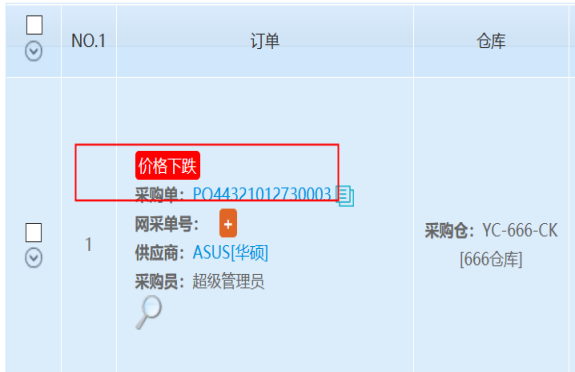 NO.1 订单 仓库
价格下跌
采购单：PO44321012730003
网采单号： +
1
供应商：ASUS[华硕]
采购员：超级管理员
采购仓：YC-666-CK
[666仓库]